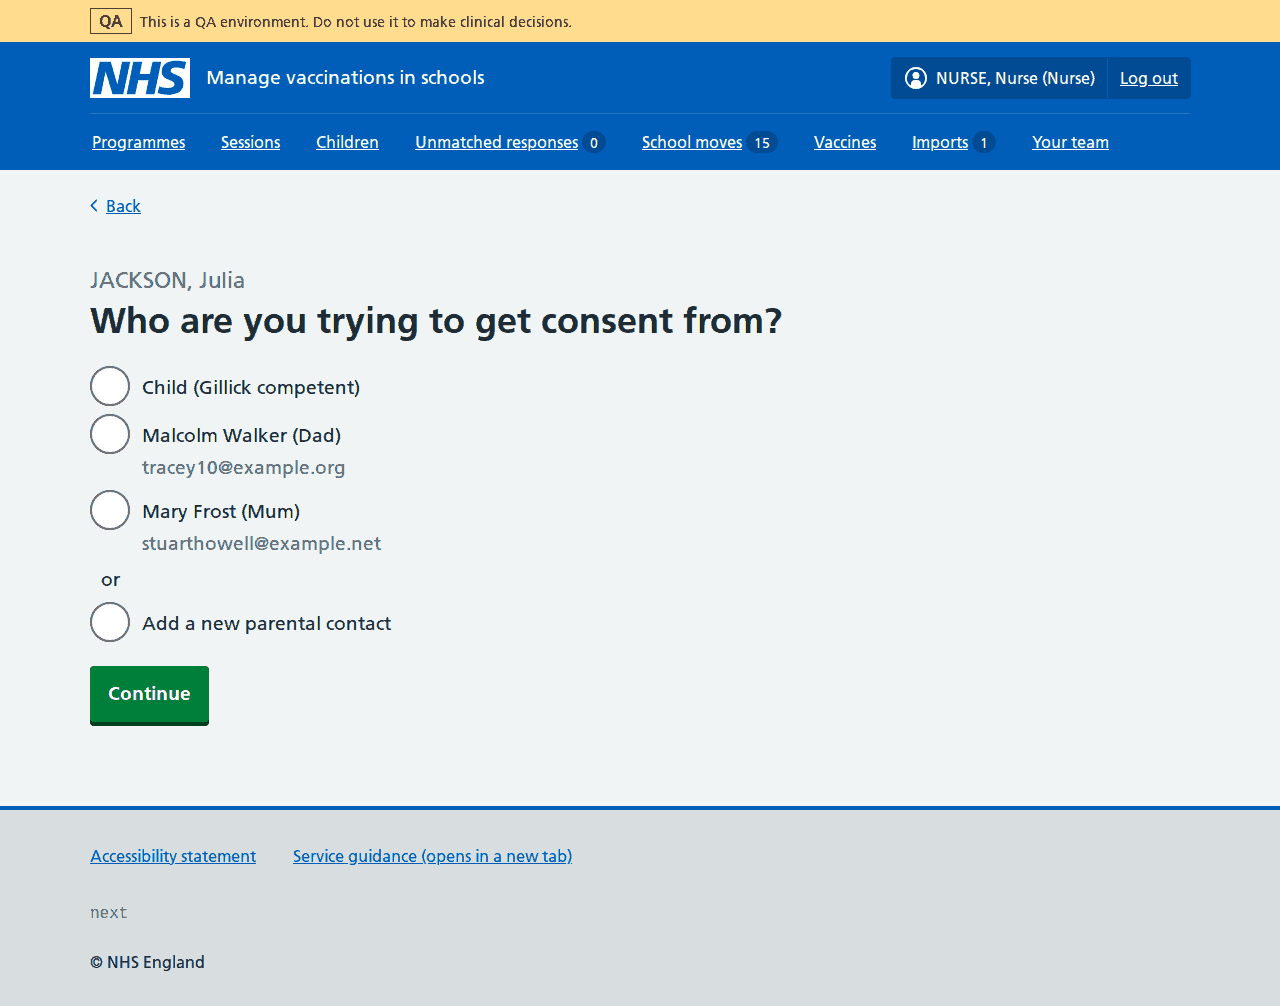 QA This is a QA environment. Do not use it to make clinical decisions.
NHS Manage vaccinations in schools NURSE, Nurse (Nurse) Log out
Programmes Sessions Children Unmatched responses 0 School moves 15 Vaccines Imports 1 Your team
Back
JACKSON, Julia
Who are you trying to get consent from?
Child (Gillick competent)
Malcolm Walker (Dad)
tracey10@example.org
Mary Frost (Mum)
stuarthowell@example.net
or
Add a new parental contact
Continue
Accessibility statement Service guidance (opens in a new tab)
next
© NHS England